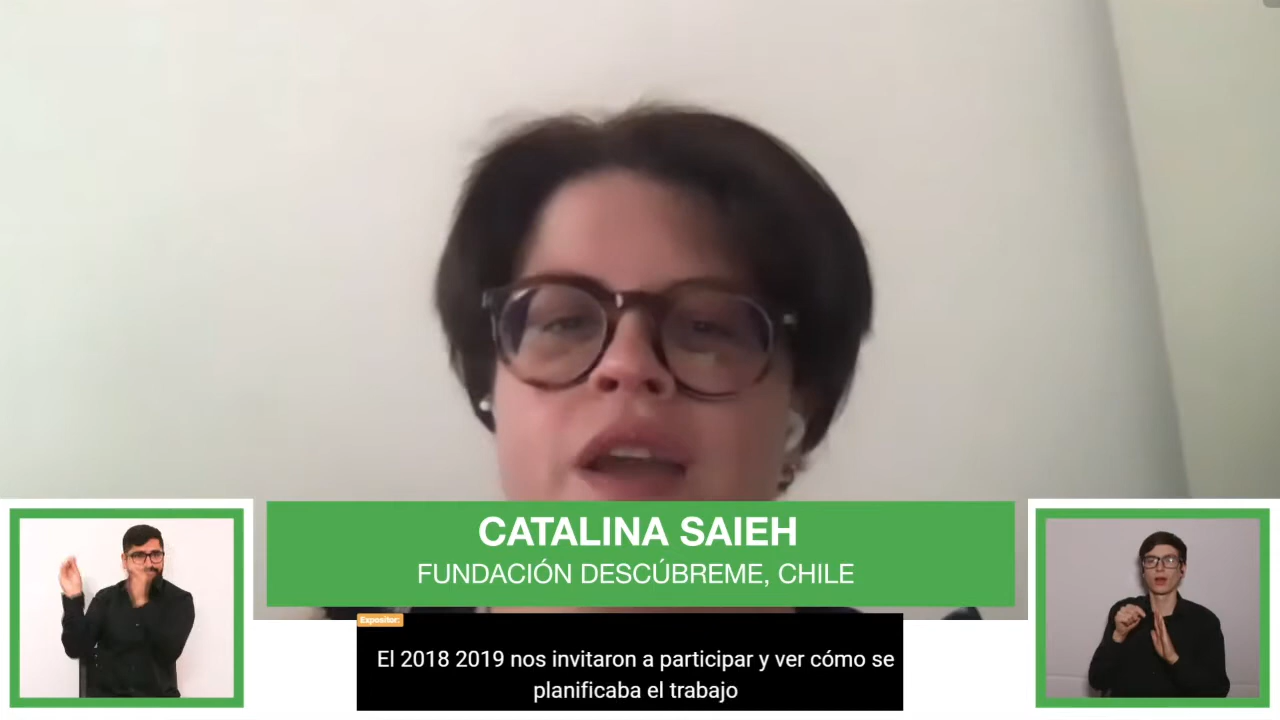 CATALINA SAIEH
FUNDACIÓN DESCÚBREME, CHILE
Expositor:
El 2018 2019 nos invitaron a participar y ver cómo se
planificaba el trabajo